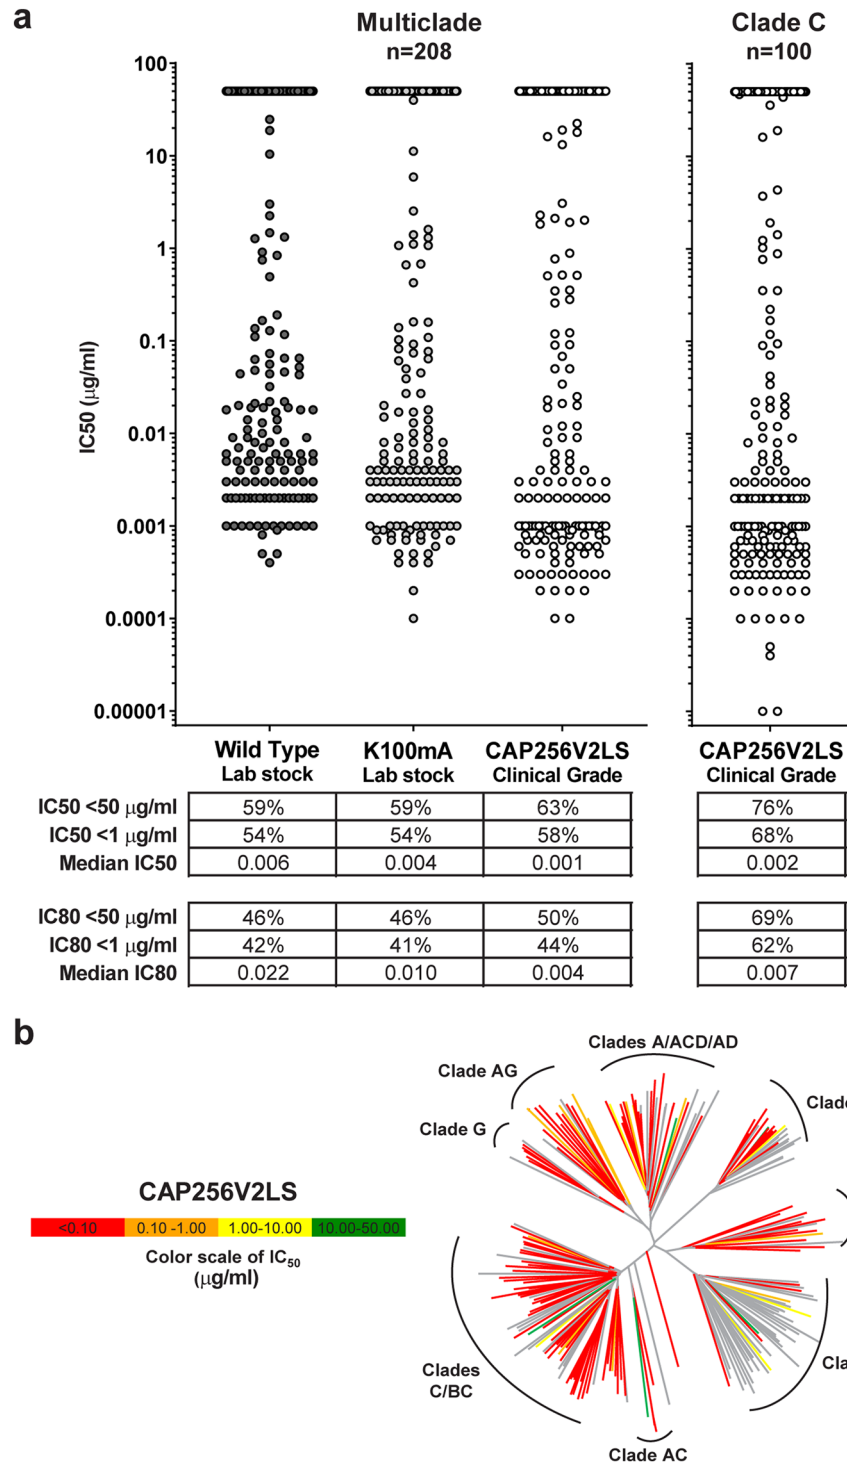 a
Multiclade
n=208
Clade C
n=100
100
10
1
0.1
0.01
0.001
0.0001
0.00001
IC50 (μg/ml)
Wild Type
Lab stock
K100mA
Lab stock
CAP256V2LS
Clinical Grade
CAP256V2LS
Clinical Grade
IC50 <50 μg/ml 59% 59% 63% 76%
IC50 <1 μg/ml 54% 54% 58% 68%
Median IC50 0.006 0.004 0.001 0.002
IC80 <50 μg/ml 46% 46% 50% 69%
IC80 <1 μg/ml 42% 41% 44% 62%
Median IC80 0.022 0.010 0.004 0.007
b
Clades A/ACD/AD
Clade AG
Clade G
Clade
CAP256V2LS
<0.10 0.10 -1.00 1.00-10.00 10.00-50.00
Color scale of IC50
(μg/ml)
Clades
C/BC
Cla
Clade AC